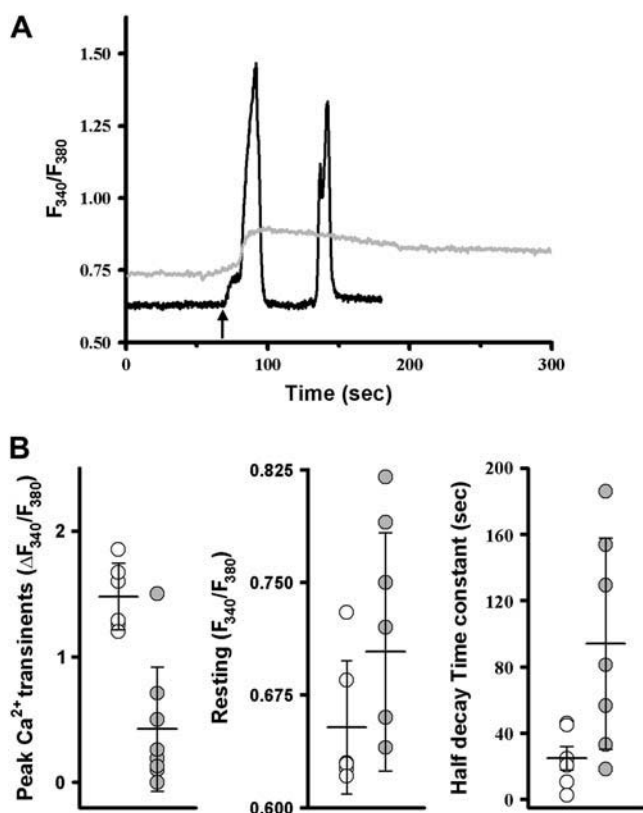 A
1.50
1.25
1.00
0.75
0.50
F340/F380
0 100 200 300
Time (sec)
B
Peak Ca2+ transinents (ΔF340/F380)
2
1
0
Resting (F340/F380)
0.825
0.750
0.675
0.600
Half decay Time constant (sec)
200
160
120
80
40
0